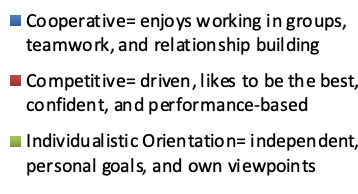 Cooperative= enjoys working in groups,
teamwork, and relationship building
Competitive= driven, likes to be the best,
confident, and performance-based
Individualistic Orientation= independent,
personal goals, and own viewpoints